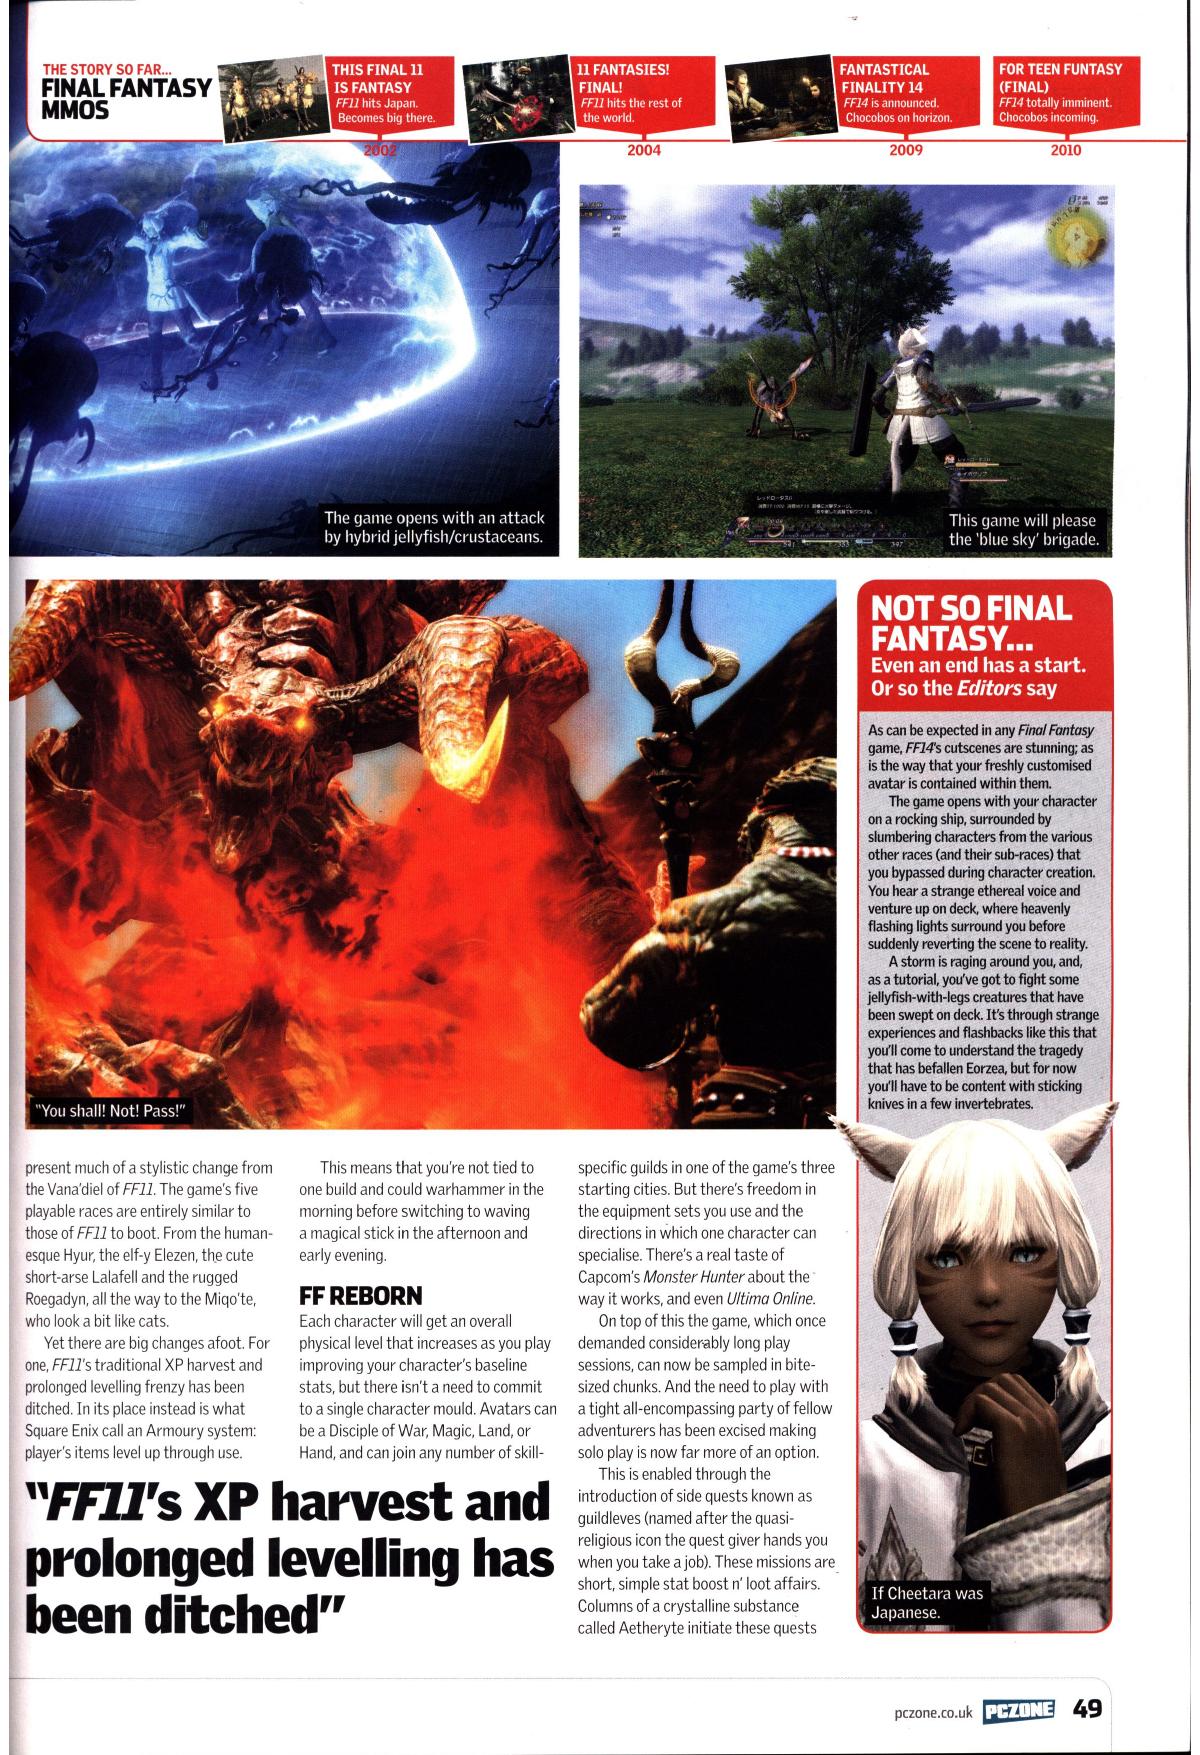 THE STORY SO FAR...
FINAL FANTASY
MMOS
THIS FINAL 11
IS FANTASY
FF11 hits Japan.
Becomes big there.
2002
11 FANTASIES!
FINAL!
FF11 hits the rest of
the world.
2004
FANTASTICAL
FINALITY 14
FF14 is announced.
Chocobos on horizon.
2009
FOR TEEN FUNTASY
(FINAL)
FF14 totally imminent.
Chocobos incoming.
2010
The game opens with an attack
by hybrid jellyfish/crustaceans.
This game will please
the 'blue sky' brigade.
"You shall! Not! Pass!"
present much of a stylistic change from
the Vana'diel of FF11. The game's five
playable races are entirely similar to
those of FF11 to boot. From the human-
esque Hyur, the elf-y Elezen, the cute
short-arse Lalafell and the rugged
Roegadyn, all the way to the Miqo'te,
who look a bit like cats.
Yet there are big changes afoot. For
one, FF11's traditional XP harvest and
prolonged levelling frenzy has been
ditched. In its place instead is what
Square Enix call an Armoury system:
player's items level up through use.
This means that you're not tied to
one build and could warhammer in the
morning before switching to waving
a magical stick in the afternoon and
early evening.
FF REBORN
Each character will get an overall
physical level that increases as you play
improving your character's baseline
stats, but there isn't a need to commit
to a single character mould. Avatars can
be a Disciple of War, Magic, Land, or
Hand, and can join any number of skill-
"FF11's XP harvest and
prolonged levelling has
been ditched"
specific guilds in one of the game's three
starting cities. But there's freedom in
the equipment sets you use and the
directions in which one character can
specialise. There's a real taste of
Capcom's Monster Hunter about the
way it works, and even Ultima Online.
On top of this the game, which once
demanded considerably long play
sessions, can now be sampled in bite-
sized chunks. And the need to play with
a tight all-encompassing party of fellow
adventurers has been excised making
solo play is now far more of an option.
This is enabled through the
introduction of side quests known as
guildleves (named after the quasi-
religious icon the quest giver hands you
when you take a job). These missions are
short, simple stat boost n' loot affairs.
Columns of a crystalline substance
called Aetheryte initiate these quests
NOT SO FINAL
FANTASY...
Even an end has a start.
Or so the Editors say
As can be expected in any Final Fantasy
game, FF14's cutscenes are stunning; as
is the way that your freshly customised
avatar is contained within them.
The game opens with your character
on a rocking ship, surrounded by
slumbering characters from the various
other races (and their sub-races) that
you bypassed during character creation.
You hear a strange ethereal voice and
venture up on deck, where heavenly
flashing lights surround you before
suddenly reverting the scene to reality.
A storm is raging around you, and,
as a tutorial, you've got to fight some
jellyfish-with-legs creatures that have
been swept on deck. It's through strange
experiences and flashbacks like this that
you'll come to understand the tragedy
that has befallen Eorzea, but for now
you'll have to be content with sticking
knives in a few invertebrates.
If Cheetara was
Japanese.
pczone.co.uk PCZONE 49